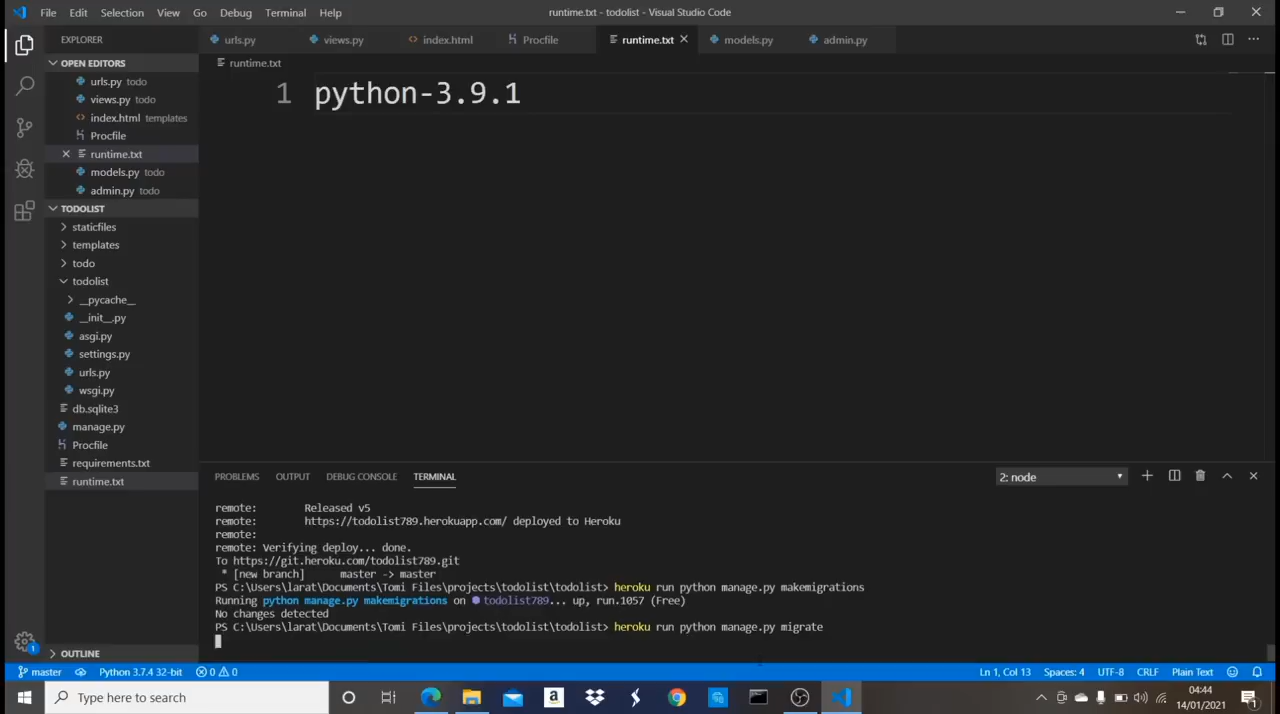 File Edit Selection View Go Debug Terminal Help
runtime.txt - todolist - Visual Studio Code
EXPLORER
urls.py views.py index.html Procfile runtime.txt models.py admin.py
OPEN EDITORS
urls.py todo
views.py todo
index.html templates
Procfile
runtime.txt
models.py todo
admin.py todo
TODOLIST
staticfiles
templates
todo
todolist
__pycache__
__init__.py
asgi.py
settings.py
urls.py
wsgi.py
db.sqlite3
manage.py
Procfile
requirements.txt
runtime.txt
OUTLINE
runtime.txt
1 python-3.9.1
PROBLEMS OUTPUT DEBUG CONSOLE TERMINAL
2: node
remote: Released v5
remote: https://todolist789.herokuapp.com/ deployed to Heroku
remote:
remote: Verifying deploy... done.
To https://git.heroku.com/todolist789.git
* [new branch] master -> master
PS C:\Users\larat\Documents\Tomi Files\projects\todolist\todolist> heroku run python manage.py makemigrations
Running python manage.py makemigrations on todolist789... up, run.1057 (Free)
No changes detected
PS C:\Users\larat\Documents\Tomi Files\projects\todolist\todolist> heroku run python manage.py migrate
1
master Python 3.7.4 32-bit 0 0
Ln 1, Col 13 Spaces: 4 UTF-8 CRLF Plain Text
Type here to search
a
04:44
14/01/2021
1